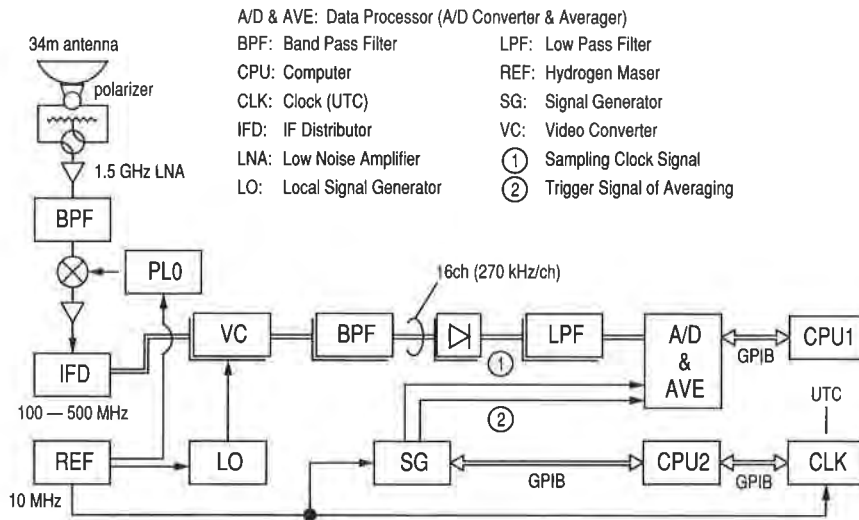 A/D & AVE: Data Processor (A/D Converter & Averager)
BPF: Band Pass Filter
LPF: Low Pass Filter
CPU: Computer
REF: Hydrogen Maser
CLK: Clock (UTC)
SG: Signal Generator
IFD: IF Distributor
VC: Video Converter
LNA: Low Noise Amplifier
1 Sampling Clock Signal
LO: Local Signal Generator
2 Trigger Signal of Averaging
34m antenna
polarizer
1.5 GHz LNA
BPF
PL0
16ch (270 kHz/ch)
IFD
VC
BPF
LPF
A/D
&
AVE
GPIB
CPU1
100 — 500 MHz
1
2
UTC
REF
LO
SG
GPIB
CPU2
GPIB
CLK
10 MHz